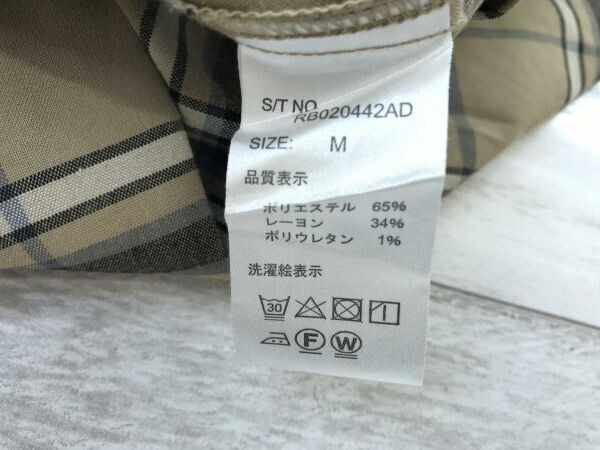 S/T NO.
RB020442AD
SIZE: M
品質表示
ポリエステル 65%
レーヨン 34%
ポリウレタン 1%
洗濯絵表示
30
F W